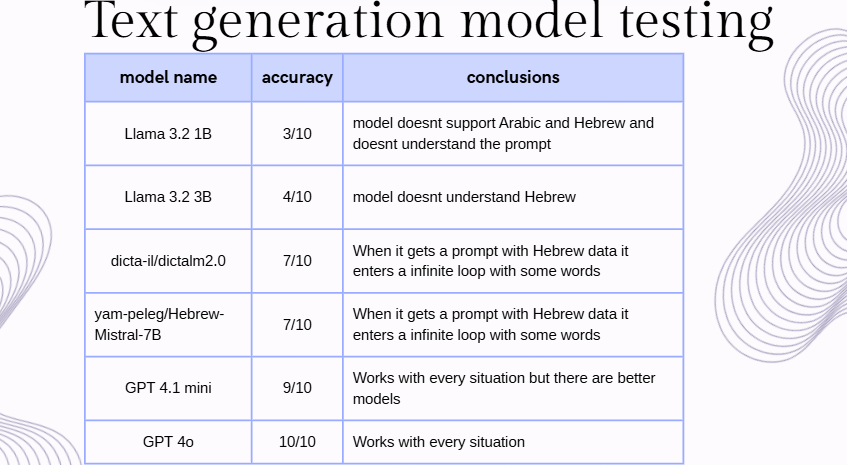 Text generation model testing
model name accuracy conclusions
Llama 3.2 1B 3/10 model doesnt support Arabic and Hebrew and
doesnt understand the prompt
Llama 3.2 3B 4/10 model doesnt understand Hebrew
dicta-il/dictalm2.0 7/10 When it gets a prompt with Hebrew data it
enters a infinite loop with some words
yam-peleg/Hebrew-
Mistral-7B 7/10 When it gets a prompt with Hebrew data it
enters a infinite loop with some words
GPT 4.1 mini 9/10 Works with every situation but there are better
models
GPT 4o 10/10 Works with every situation